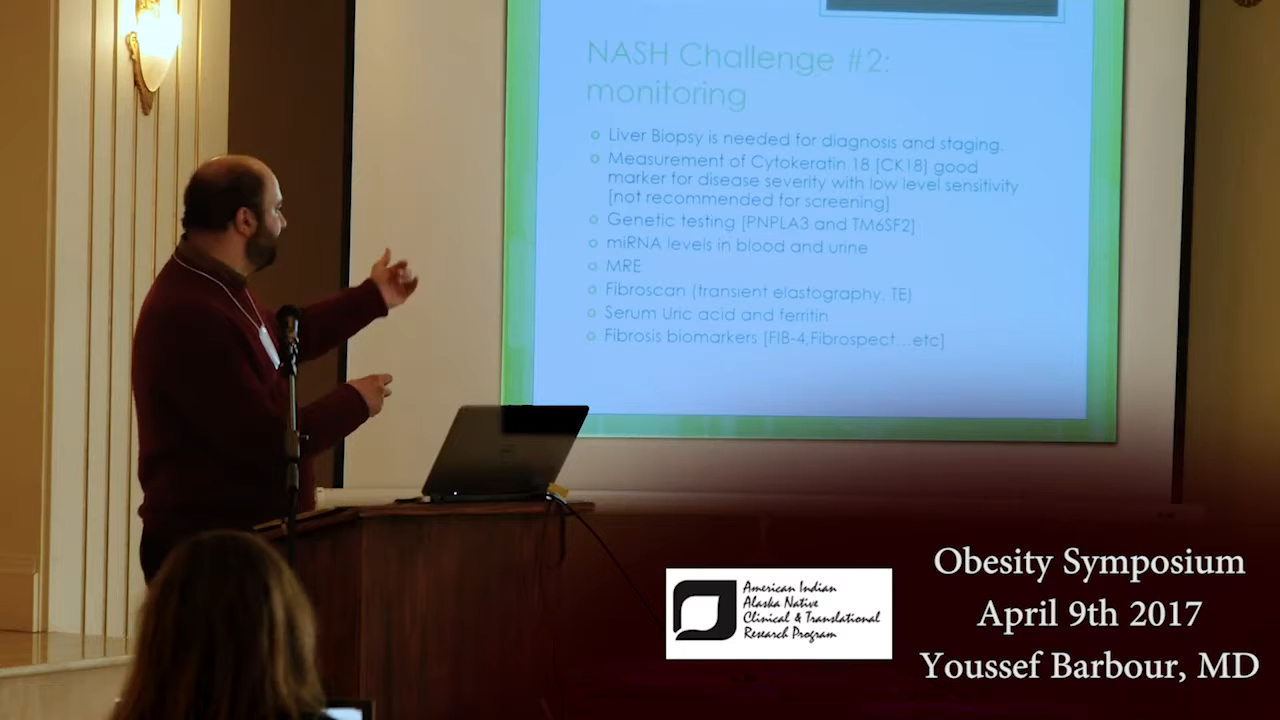 NASH Challenge #2:
monitoring
Liver Biopsy is needed for diagnosis and staging.
Measurement of Cytokeratin 18 [CK18] good
marker for disease severity with low level sensitivity
[not recommended for screening]
Genetic testing [PNPLA3 and TM6SF2]
miRNA levels in blood and urine
MRE
Fibroscan (transient elastography, TE)
Serum Uric acid and ferritin
Fibrosis biomarkers [FIB-4,Fibrospect...etc]
American Indian
Alaska Native
Clinical & Translational
Research Program
Obesity Symposium
April 9th 2017
Youssef Barbour, MD